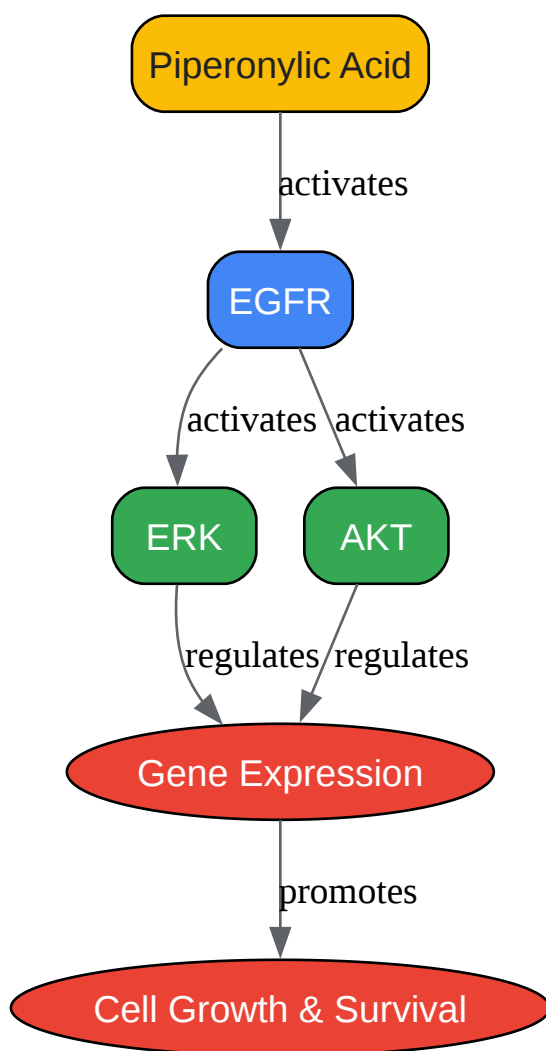 Piperonylic Acid
activates
EGFR
activates activates
ERK AKT
regulates regulates
Gene Expression
promotes
Cell Growth & Survival